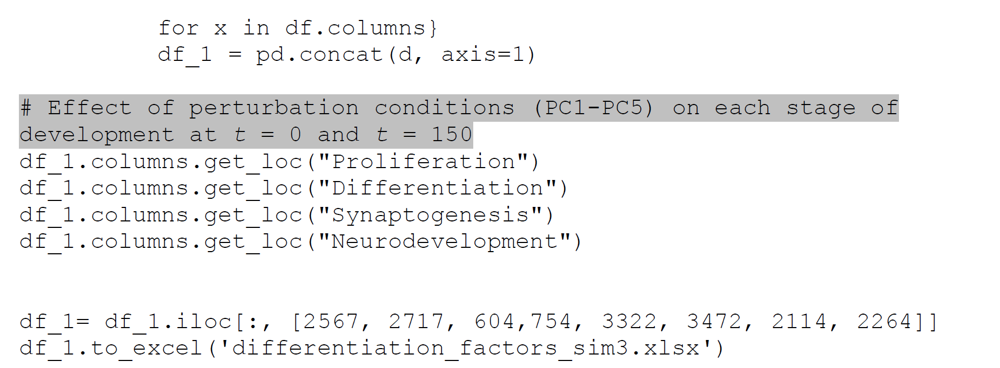 for x in df.columns}
df_1 = pd.concat(d, axis=1)
# Effect of perturbation conditions (PC1-PC5) on each stage of
development at t = 0 and t = 150
df_1.columns.get_loc("Proliferation")
df_1.columns.get_loc("Differentiation")
df_1.columns.get_loc("Synaptogenesis")
df_1.columns.get_loc("Neurodevelopment")
df_1= df_1.iloc[:, [2567, 2717, 604,754, 3322, 3472, 2114, 2264]]
df_1.to_excel('differentiation_factors_sim3.xlsx')